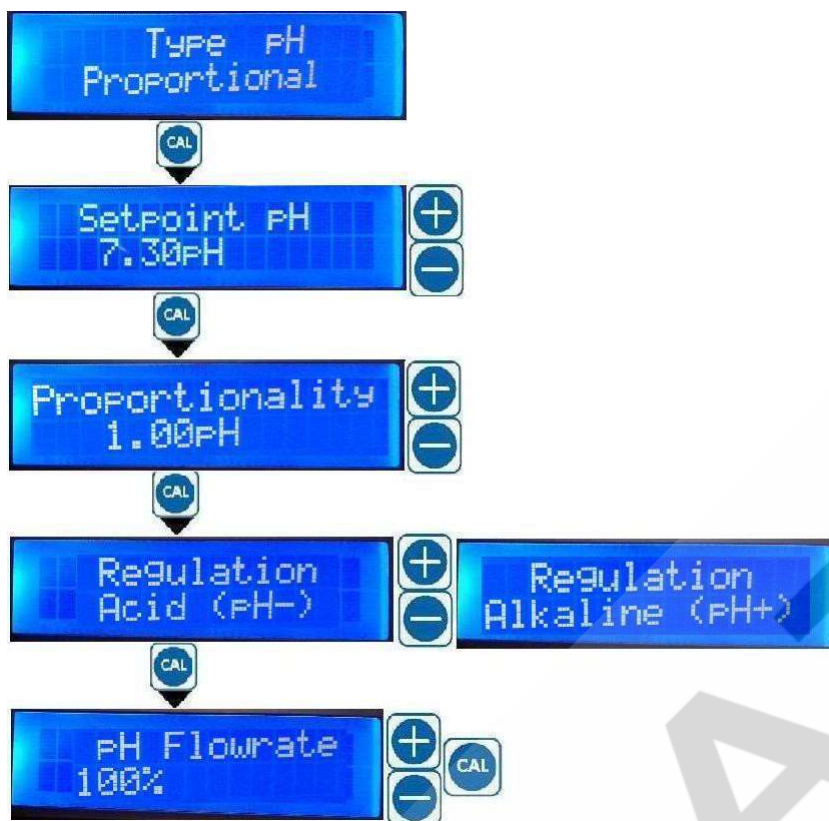 Type pH
Proportional
CAL
Setpoint pH
7.30pH
CAL
Proportionality
1.00pH
CAL
Regulation
Acid (pH-)
Regulation
Alkaline (pH+)
CAL
pH Flowrate
100%
CAL